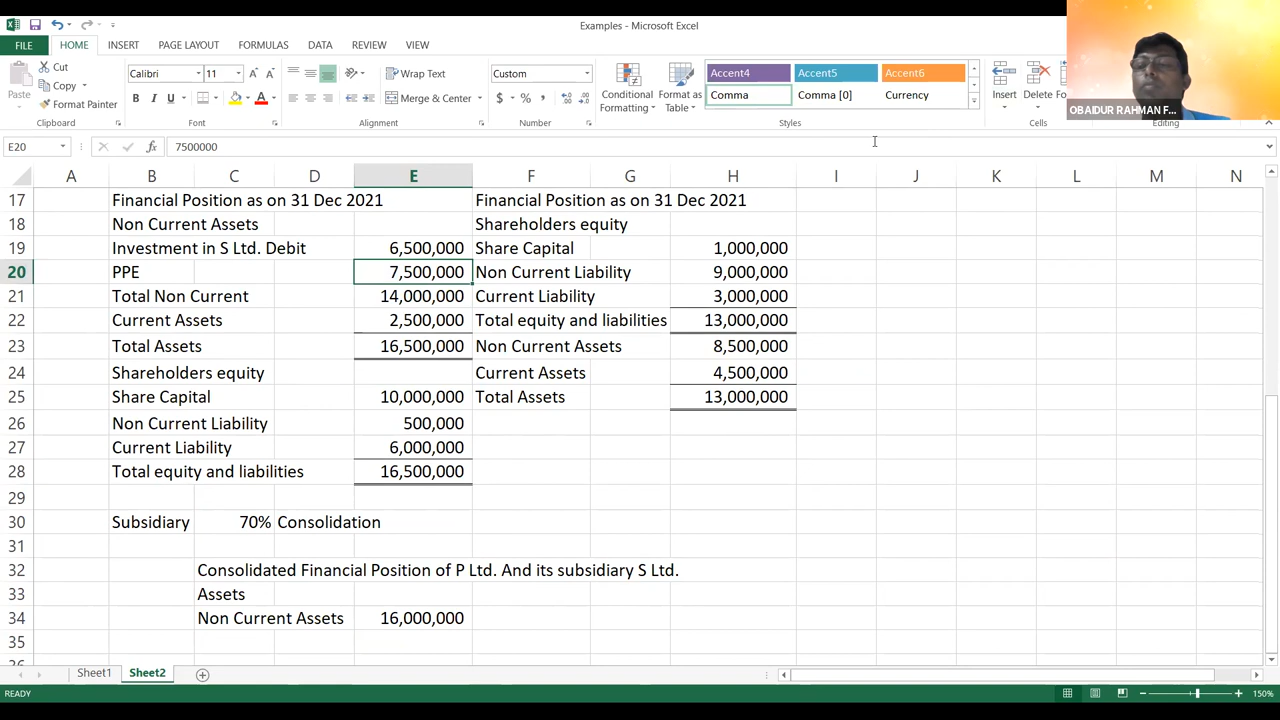 Examples - Microsoft Excel
FILE HOME INSERT PAGE LAYOUT FORMULAS DATA REVIEW VIEW
Cut
Copy
Format Painter
Paste
Clipboard
Calibri 11
B I U
Font
Wrap Text
Merge & Center
Alignment
Custom
$ % ,
Number
Conditional Formatting
Format as Table
Accent4 Accent5 Accent6
Comma Comma [0] Currency
Styles
Insert Delete Fo
Cells
Editing
OBAIDUR RAHMAN F...
E20 fx 7500000
A B C D E F G H I J K L M N
17 Financial Position as on 31 Dec 2021 Financial Position as on 31 Dec 2021
18 Non Current Assets Shareholders equity
19 Investment in S Ltd. Debit 6,500,000 Share Capital 1,000,000
20 PPE 7,500,000 Non Current Liability 9,000,000
21 Total Non Current 14,000,000 Current Liability 3,000,000
22 Current Assets 2,500,000 Total equity and liabilities 13,000,000
23 Total Assets 16,500,000 Non Current Assets 8,500,000
24 Shareholders equity Current Assets 4,500,000
25 Share Capital 10,000,000 Total Assets 13,000,000
26 Non Current Liability 500,000
27 Current Liability 6,000,000
28 Total equity and liabilities 16,500,000
29
30 Subsidiary 70% Consolidation
31
32 Consolidated Financial Position of P Ltd. And its subsidiary S Ltd.
33 Assets
34 Non Current Assets 16,000,000
35
36
Sheet1 Sheet2
READY 150%